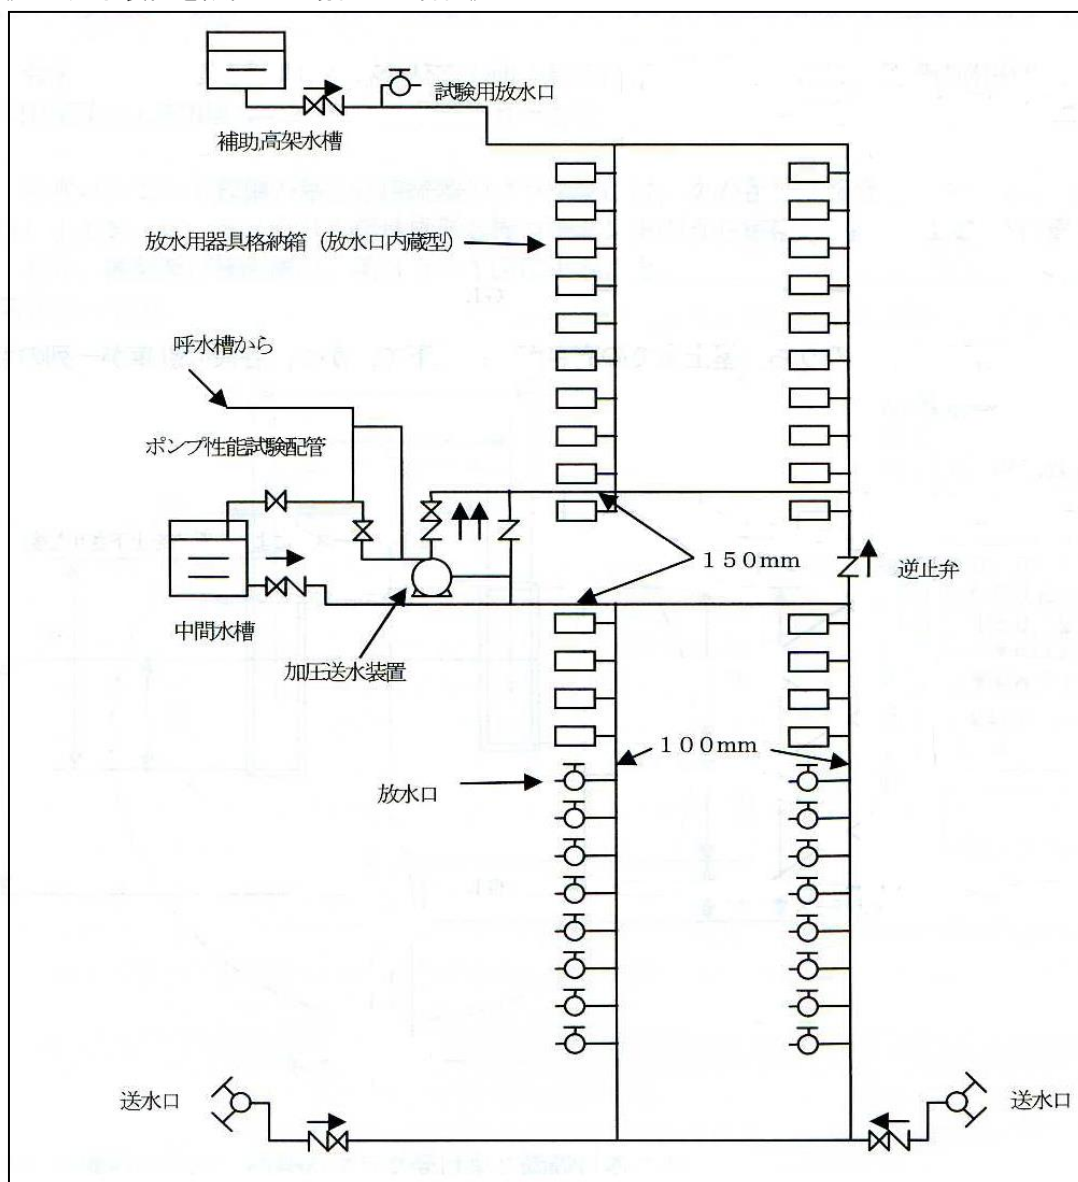 試験用放水口
補助高架水槽
放水用器具格納箱（放水口内蔵型）
呼水槽から
ポンプ性能試験配管
150mm
逆止弁
中間水槽
加圧送水装置
100mm
放水口
送水口
送水口